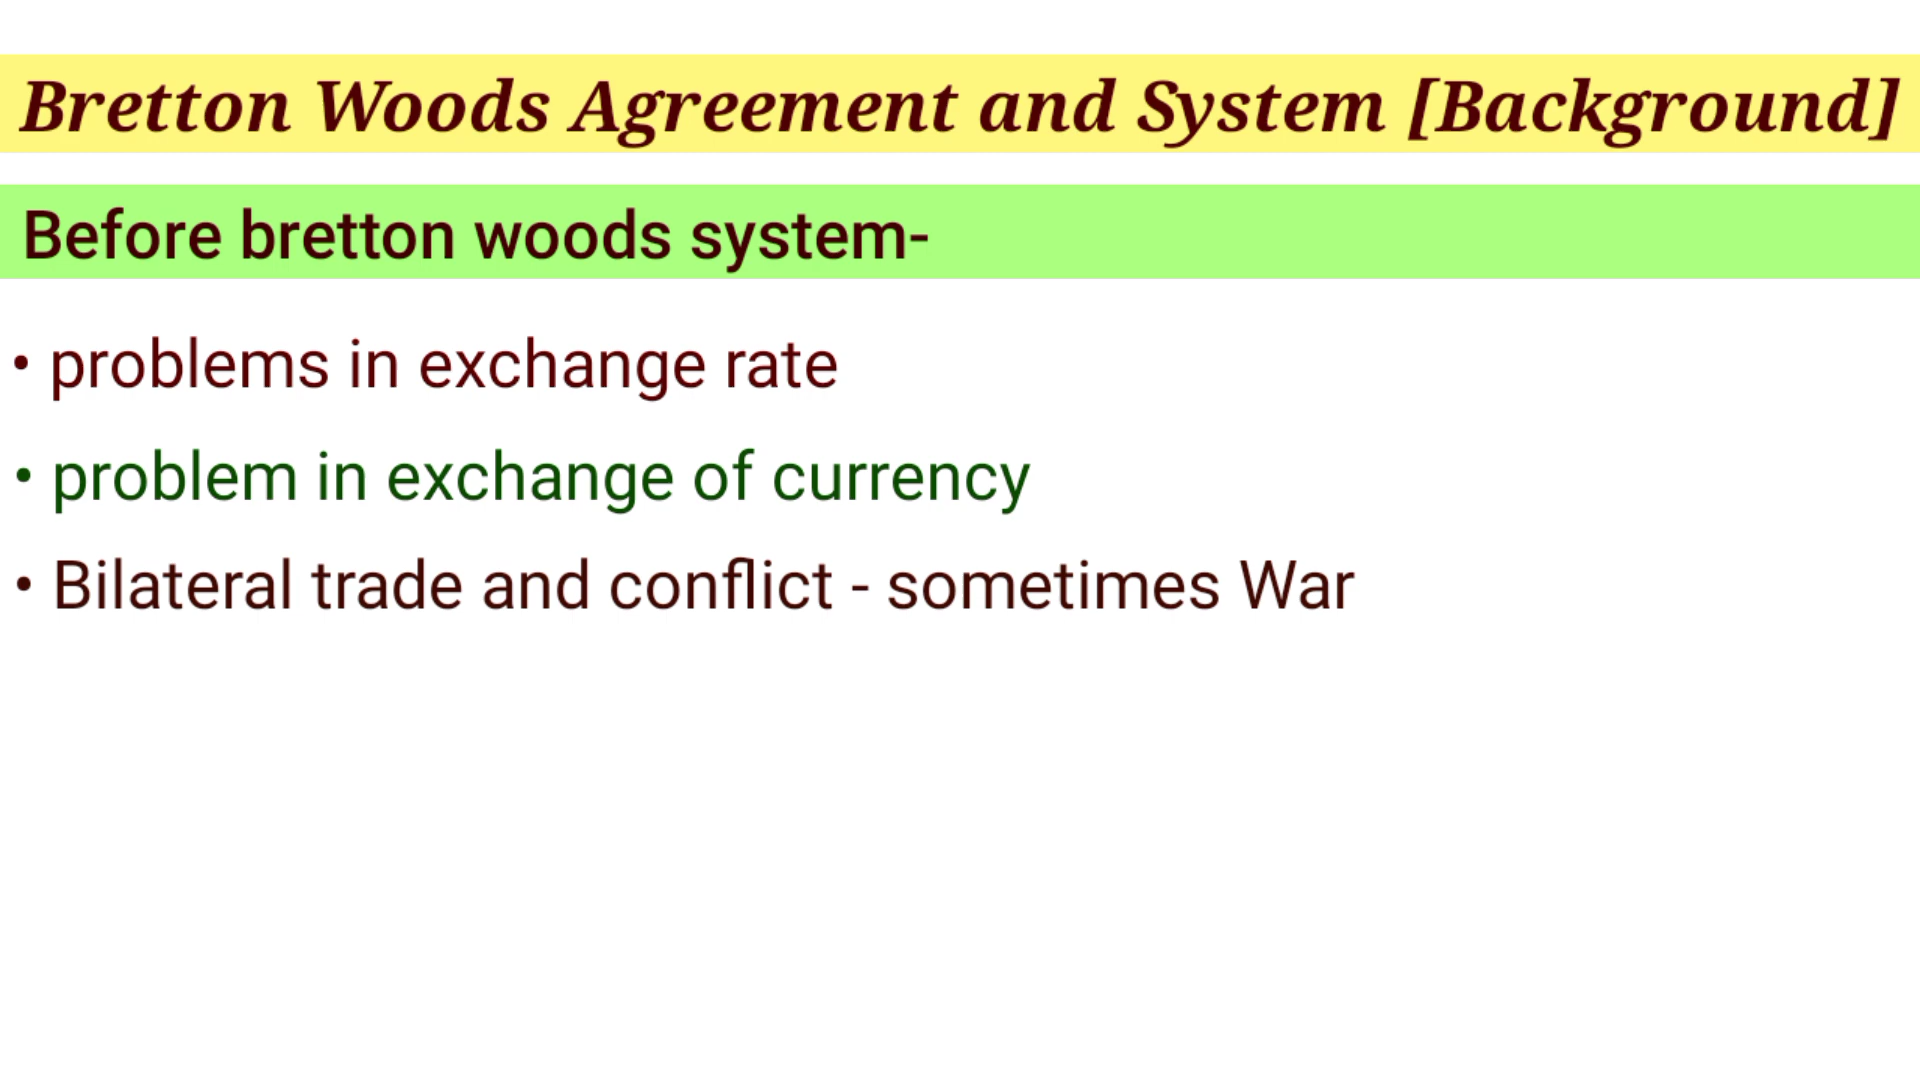 Bretton Woods Agreement and System [Background]
Before bretton woods system-
• problems in exchange rate
• problem in exchange of currency
• Bilateral trade and conflict - sometimes War